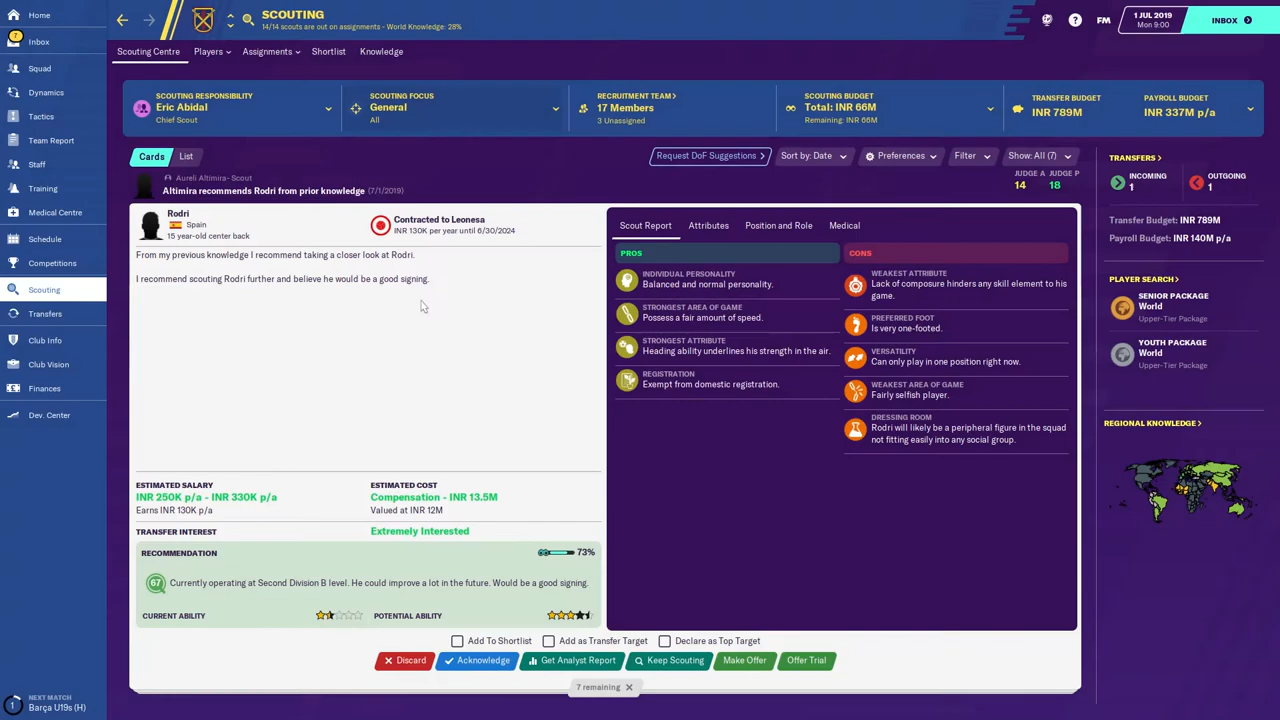 Home
7
Inbox
Squad
Dynamics
Tactics
Team Report
Staff
Training
Medical Centre
Schedule
Competitions
Scouting
Transfers
Club Info
Club Vision
Finances
Dev. Center
1
NEXT MATCH
Barça U19s (H)
SCOUTING
14/14 scouts are out on assignments - World Knowledge: 28%
?
FM
1 JUL 2019
Mon 9:00
INBOX
Scouting Centre
Players
Assignments
Shortlist
Knowledge
SCOUTING RESPONSIBILITY
Eric Abidal
Chief Scout
SCOUTING FOCUS
General
All
RECRUITMENT TEAM
17 Members
3 Unassigned
SCOUTING BUDGET
Total: INR 66M
Remaining: INR 66M
TRANSFER BUDGET
INR 789M
PAYROLL BUDGET
INR 337M p/a
Cards
List
Request DoF Suggestions
Sort by: Date
Preferences
Filter
Show: All (7)
Aureli Altimira- Scout
Altimira recommends Rodri from prior knowledge (7/1/2019)
JUDGE A
14
JUDGE P
18
Rodri
Spain
15 year-old center back
Contracted to Leonesa
INR 130K per year until 6/30/2024
From my previous knowledge I recommend taking a closer look at Rodri.
I recommend scouting Rodri further and believe he would be a good signing.
ESTIMATED SALARY
INR 250K p/a - INR 330K p/a
Earns INR 130K p/a
ESTIMATED COST
Compensation - INR 13.5M
Valued at INR 12M
TRANSFER INTEREST
Extremely Interested
RECOMMENDATION
73%
67
Currently operating at Second Division B level. He could improve a lot in the future. Would be a good signing.
CURRENT ABILITY
POTENTIAL ABILITY
Scout Report
Attributes
Position and Role
Medical
PROS
INDIVIDUAL PERSONALITY
Balanced and normal personality.
STRONGEST AREA OF GAME
Possess a fair amount of speed.
STRONGEST ATTRIBUTE
Heading ability underlines his strength in the air.
REGISTRATION
Exempt from domestic registration.
CONS
WEAKEST ATTRIBUTE
Lack of composure hinders any skill element to his
game.
PREFERRED FOOT
Is very one-footed.
VERSATILITY
Can only play in one position right now.
WEAKEST AREA OF GAME
Fairly selfish player.
DRESSING ROOM
Rodri will likely be a peripheral figure in the squad
not fitting easily into any social group.
Add To Shortlist
Add as Transfer Target
Declare as Top Target
Discard
Acknowledge
Get Analyst Report
Keep Scouting
Make Offer
Offer Trial
7 remaining
TRANSFERS
INCOMING
1
OUTGOING
1
Transfer Budget: INR 789M
Payroll Budget: INR 140M p/a
PLAYER SEARCH
SENIOR PACKAGE
World
Upper-Tier Package
YOUTH PACKAGE
World
Upper-Tier Package
REGIONAL KNOWLEDGE